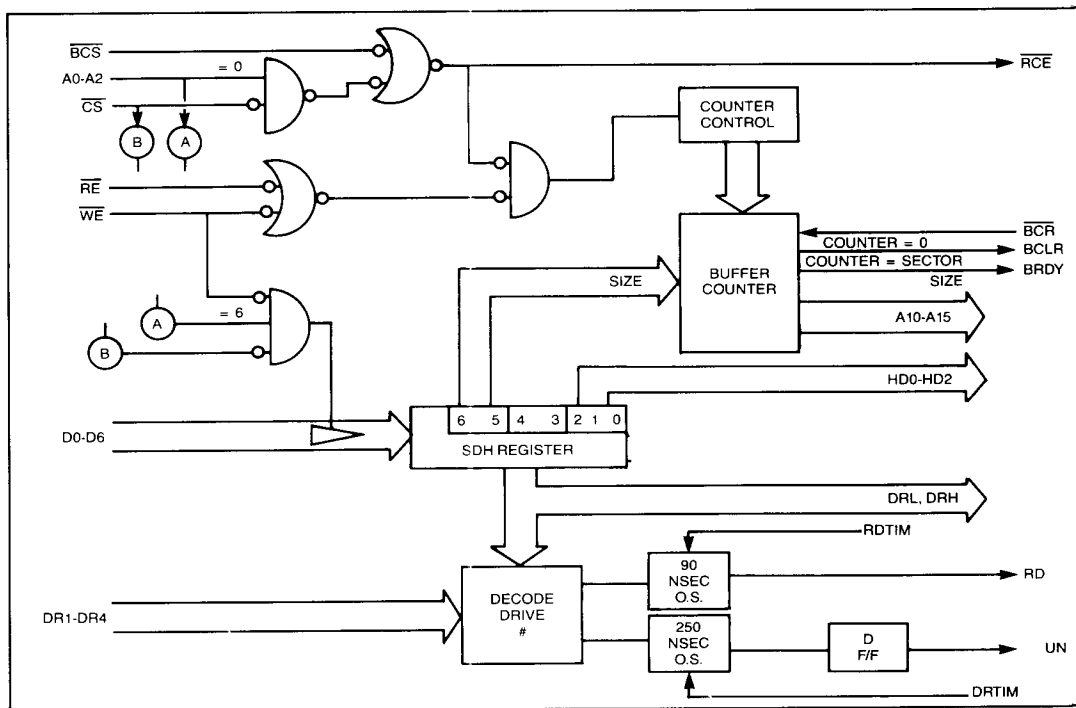 BCS
= 0
A0-A2
CS
RCE
B
A
COUNTER
CONTROL
RE
WE
BCR
COUNTER = 0
BCLR
COUNTER = SECTOR
BRDY
SIZE
BUFFER
COUNTER
SIZE
A10-A15
A
= 6
B
HD0-HD2
6 5 4 3 2 1 0
SDH REGISTER
D0-D6
DRL, DRH
RDTIM
DR1-DR4
DECODE
DRIVE
#
90
NSEC
O.S.
RD
250
NSEC
O.S.
D
F/F
UN
DRTIM